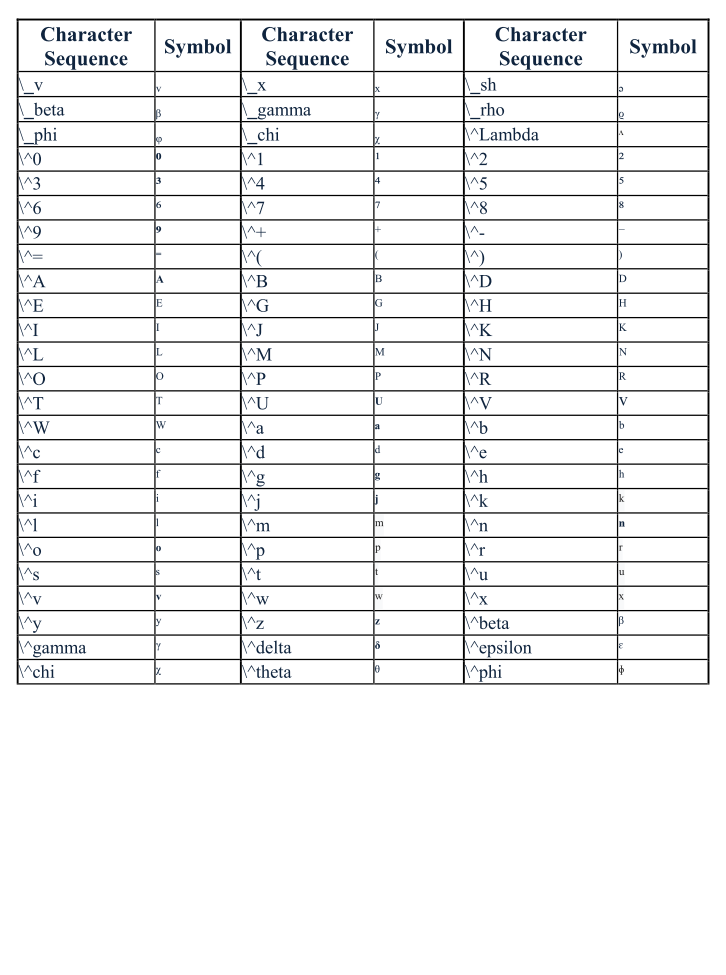 Character Sequence Symbol Character Sequence Symbol Character Sequence Symbol
\_v ᵥ \_x ₓ \_sh ₔ
\_beta ᵦ \_gamma ᵧ \_rho ᵨ
\_phi ᵩ \_chi ᵪ \^Lambda ᶺ
\^0 ⁰ \^1 ¹ \^2 ²
\^3 ³ \^4 ⁴ \^5 ⁵
\^6 ⁶ \^7 ⁷ \^8 ⁸
\^9 ⁹ \^+ ⁺ \^- ⁻
\^= ⁼ \^( ⁽ \^) ⁾
\^A ᴬ \^B ᴮ \^D ᴰ
\^E ᴱ \^G ᴳ \^H ᴴ
\^I ᴵ \^J ᴶ \^K ᴷ
\^L ᴸ \^M ᴹ \^N ᴺ
\^O ᴼ \^P ᴾ \^R ᴿ
\^T ᵀ \^U ᵁ \^V ⱽ
\^W ᵂ \^a ᵃ \^b ᵇ
\^c ᶜ \^d ᵈ \^e ᵉ
\^f ᶠ \^g ᵍ \^h ʰ
\^i ⁱ \^j ʲ \^k ᵏ
\^l ˡ \^m ᵐ \^n ⁿ
\^o ᵒ \^p ᵖ \^r ʳ
\^s ˢ \^t ᵗ \^u ᵘ
\^v ᵛ \^w ʷ \^x ˣ
\^y ʸ \^z ᶻ \^beta ᵝ
\^gamma ᵞ \^delta ᵟ \^epsilon ᵋ
\^chi ᵡ \^theta ᶿ \^phi ᶲ